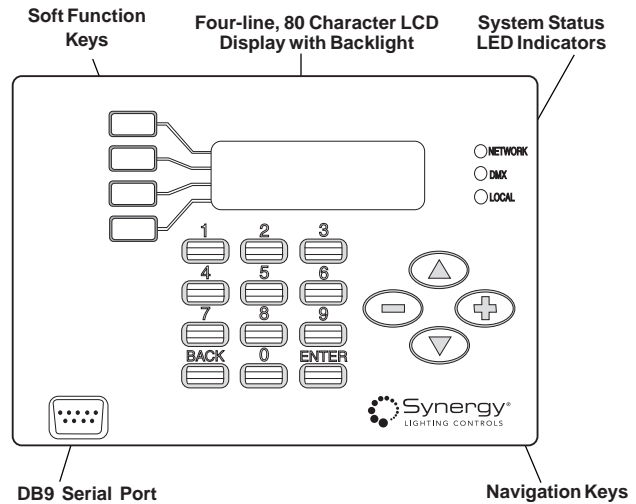 Soft Function
Keys
Four-line, 80 Character LCD
Display with Backlight
System Status
LED Indicators
NETWORK
DMX
LOCAL
1 2 3
4 5 6
7 8 9
BACK 0 ENTER
Synergy®
LIGHTING CONTROLS
DB9 Serial Port
Navigation Keys